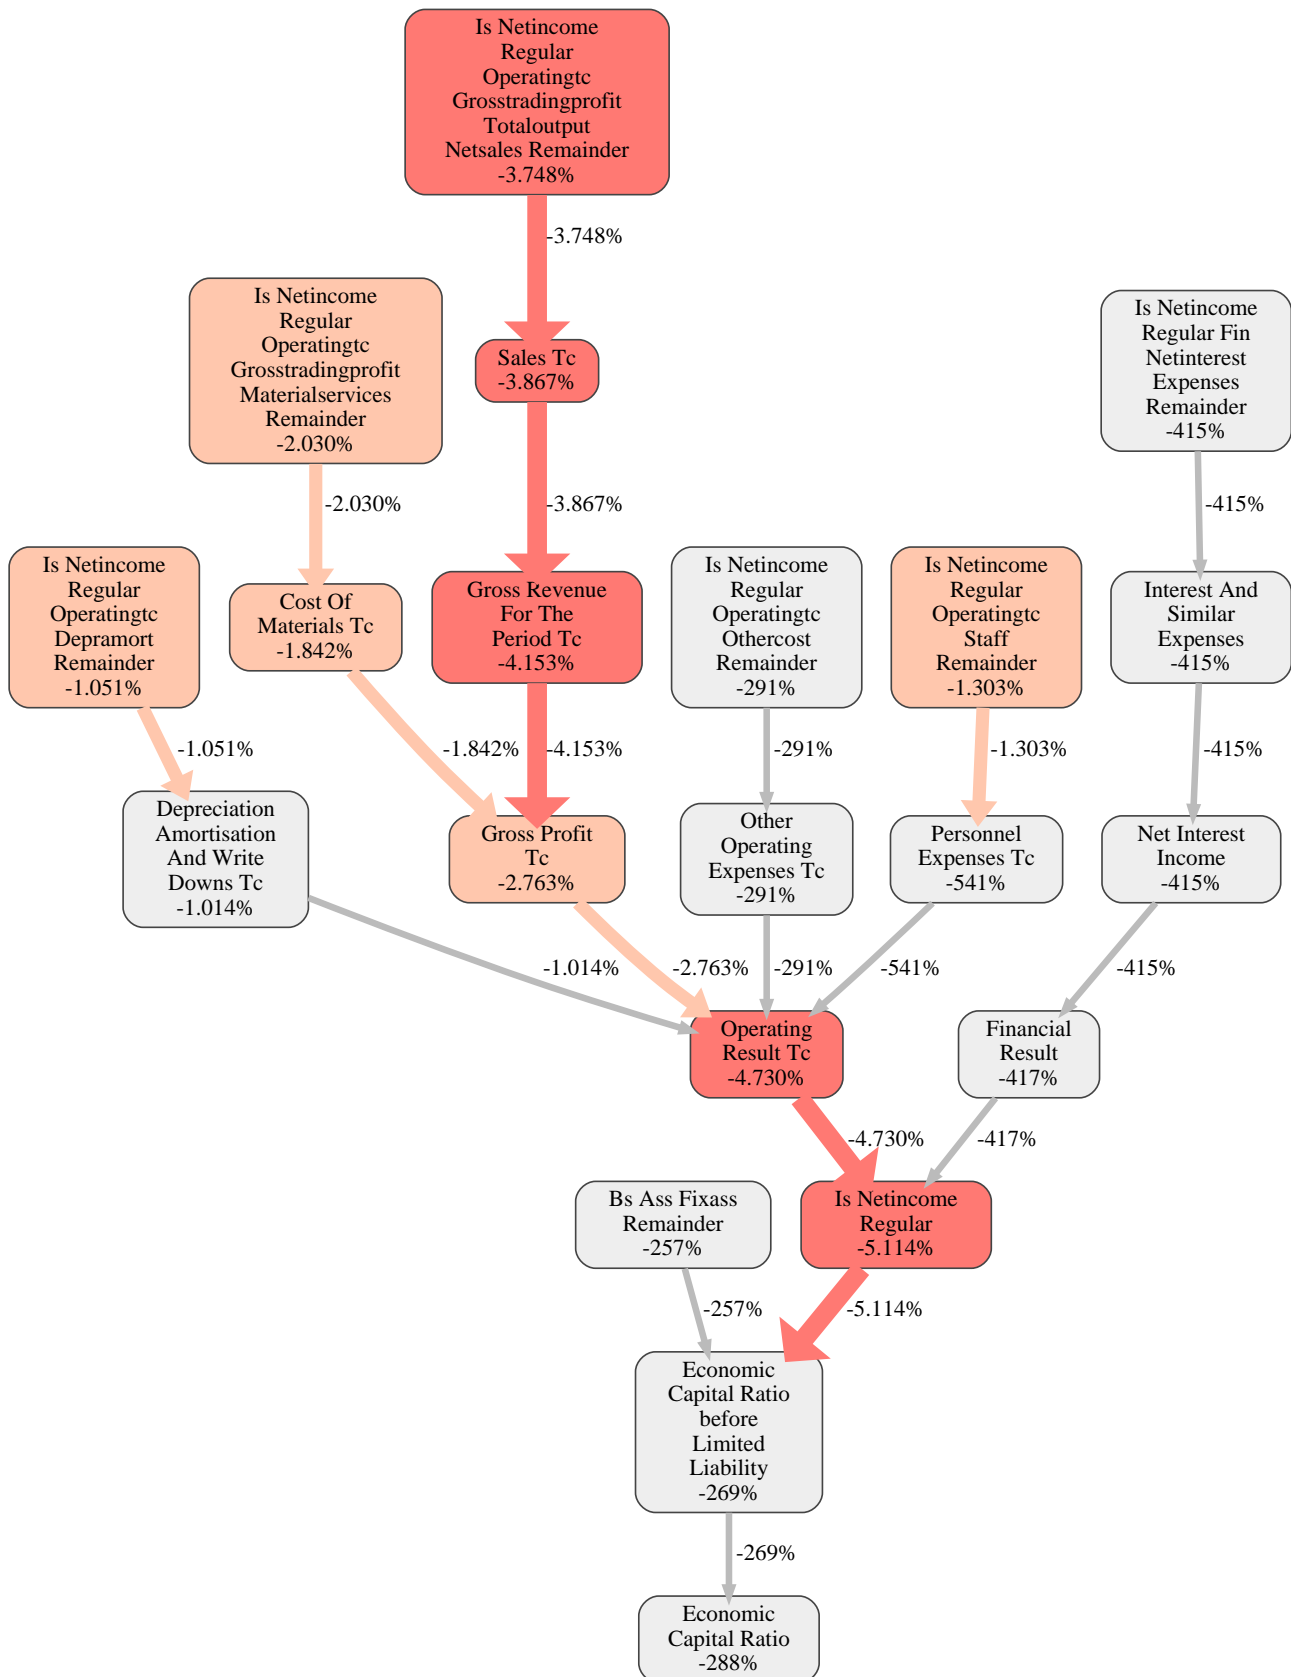 Is Netincome
Regular
Operatingtc
Grosstradingprofit
Totaloutput
Netsales Remainder
-3.748%
-3.748%
Is Netincome
Regular
Operatingtc
Grosstradingprofit
Materialservices
Remainder
-2.030%
Is Netincome
Regular Fin
Netinterest
Expenses
Remainder
-415%
Sales Tc
-3.867%
-2.030%
-3.867%
-415%
Is Netincome
Regular
Operatingtc
Depramort
Remainder
-1.051%
Cost Of
Materials Tc
-1.842%
Gross Revenue
For The
Period Tc
-4.153%
Is Netincome
Regular
Operatingtc
Othercost
Remainder
-291%
Is Netincome
Regular
Operatingtc
Staff
Remainder
-1.303%
Interest And
Similar
Expenses
-415%
-1.051%
-1.842%
-4.153%
-291%
-1.303%
-415%
Depreciation
Amortisation
And Write
Downs Tc
-1.014%
Gross Profit
Tc
-2.763%
Other
Operating
Expenses Tc
-291%
Personnel
Expenses Tc
-541%
Net Interest
Income
-415%
-1.014%
-2.763%
-291%
-541%
-415%
Operating
Result Tc
-4.730%
Financial
Result
-417%
-4.730%
-417%
Bs Ass Fixass
Remainder
-257%
Is Netincome
Regular
-5.114%
-257%
-5.114%
Economic
Capital Ratio
before
Limited
Liability
-269%
-269%
Economic
Capital Ratio
-288%